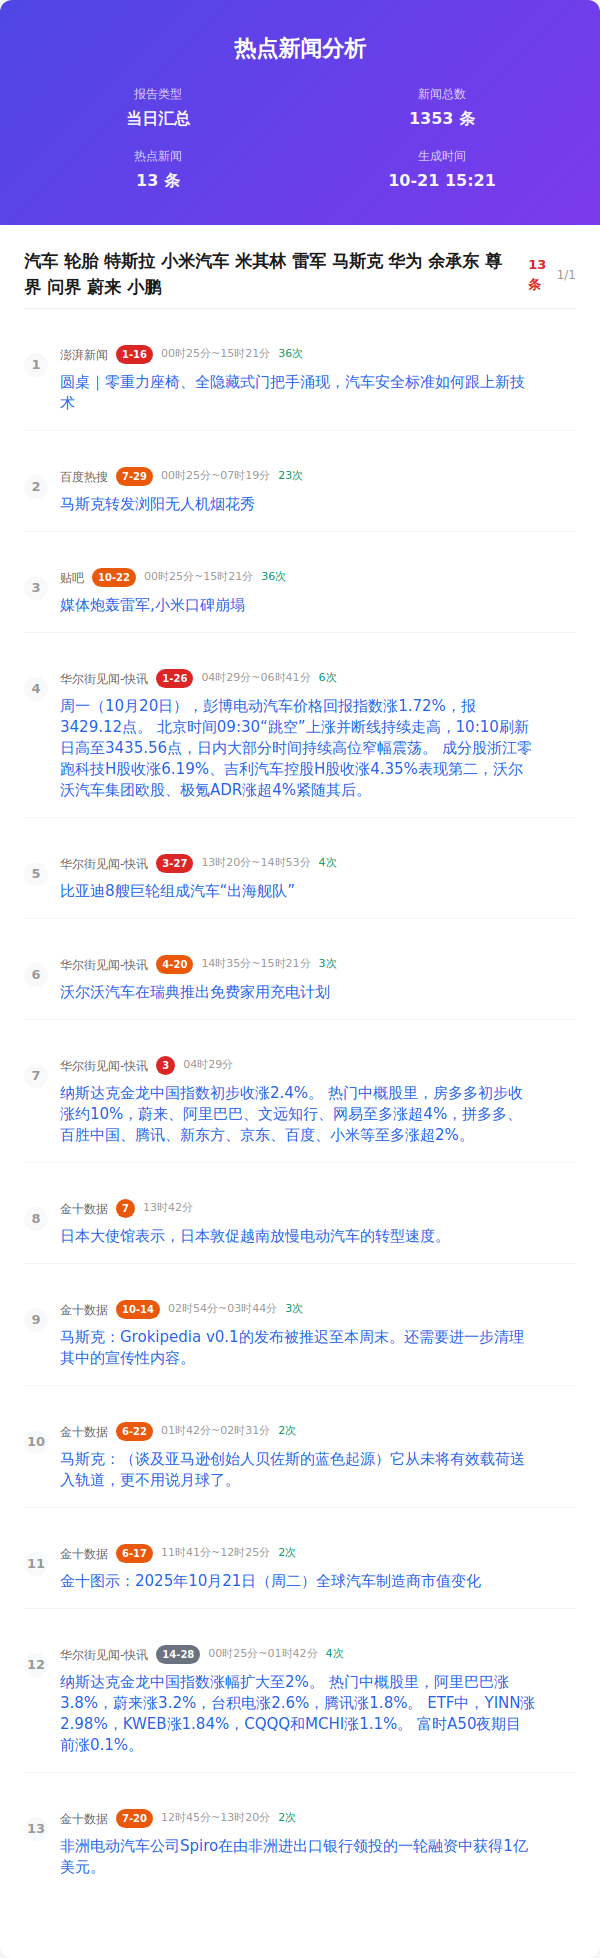 热点新闻分析
报告类型
新闻总数
当日汇总
1353 条
热点新闻
生成时间
13 条
10-21 15:21
汽车 轮胎 特斯拉 小米汽车 米其林 雷军 马斯克 华为 余承东 尊
界 问界 蔚来 小鹏
13
条
1/1
1
澎湃新闻 1-16 00时25分~15时21分 36次
圆桌｜零重力座椅、全隐藏式门把手涌现，汽车安全标准如何跟上新技
术
2
百度热搜 7-29 00时25分~07时19分 23次
马斯克转发浏阳无人机烟花秀
3
贴吧 10-22 00时25分~15时21分 36次
媒体炮轰雷军,小米口碑崩塌
4
华尔街见闻-快讯 1-26 04时29分~06时41分 6次
周一（10月20日），彭博电动汽车价格回报指数涨1.72%，报
3429.12点。 北京时间09:30“跳空”上涨并断线持续走高，10:10刷新
日高至3435.56点，日内大部分时间持续高位窄幅震荡。 成分股浙江零
跑科技H股收涨6.19%、吉利汽车控股H股收涨4.35%表现第二，沃尔
沃汽车集团欧股、极氪ADR涨超4%紧随其后。
5
华尔街见闻-快讯 3-27 13时20分~14时53分 4次
比亚迪8艘巨轮组成汽车“出海舰队”
6
华尔街见闻-快讯 4-20 14时35分~15时21分 3次
沃尔沃汽车在瑞典推出免费家用充电计划
7
华尔街见闻-快讯 3 04时29分
纳斯达克金龙中国指数初步收涨2.4%。 热门中概股里，房多多初步收
涨约10%，蔚来、阿里巴巴、文远知行、网易至多涨超4%，拼多多、
百胜中国、腾讯、新东方、京东、百度、小米等至多涨超2%。
8
金十数据 7 13时42分
日本大使馆表示，日本敦促越南放慢电动汽车的转型速度。
9
金十数据 10-14 02时54分~03时44分 3次
马斯克：Grokipedia v0.1的发布被推迟至本周末。还需要进一步清理
其中的宣传性内容。
10
金十数据 6-22 01时42分~02时31分 2次
马斯克：（谈及亚马逊创始人贝佐斯的蓝色起源）它从未将有效载荷送
入轨道，更不用说月球了。
11
金十数据 6-17 11时41分~12时25分 2次
金十图示：2025年10月21日（周二）全球汽车制造商市值变化
12
华尔街见闻-快讯 14-28 00时25分~01时42分 4次
纳斯达克金龙中国指数涨幅扩大至2%。 热门中概股里，阿里巴巴涨
3.8%，蔚来涨3.2%，台积电涨2.6%，腾讯涨1.8%。 ETF中，YINN涨
2.98%，KWEB涨1.84%，CQQQ和MCHI涨1.1%。 富时A50夜期目
前涨0.1%。
13
金十数据 7-20 12时45分~13时20分 2次
非洲电动汽车公司Spiro在由非洲进出口银行领投的一轮融资中获得1亿
美元。